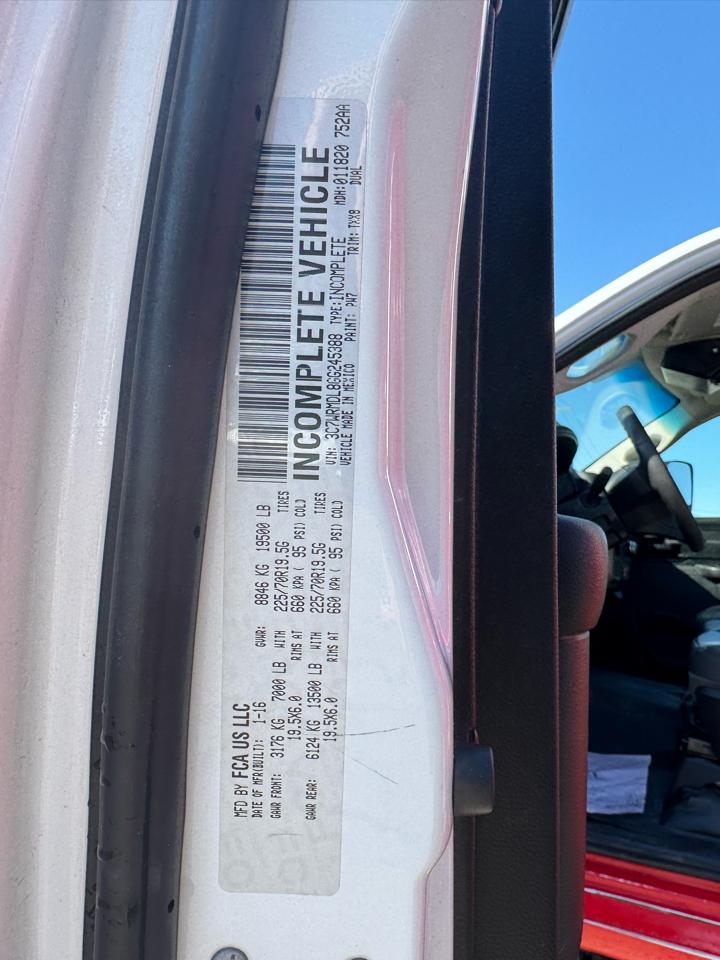 MFD BY FCA US LLC
DATE OF MFR(BUILT): 1-16 GVWR: 8846 KG 19500 LB
GAWR FRONT: 3176 KG 7000 LB WITH 225/70R19.5G TIRES
19.5X6.0 RIMS AT 660 KPA ( 95 PSI) COLD
GAWR REAR: 6124 KG 13500 LB WITH 225/70R19.5G TIRES
19.5X6.0 RIMS AT 660 KPA ( 95 PSI) COLD
INCOMPLETE VEHICLE
VIN: 3C7WRMDL8GG245388 TYPE:INCOMPLETE MDH:011820 752AA
VEHICLE MADE IN MEXICO PAINT: PW7 TRIM: TXX8 DUAL